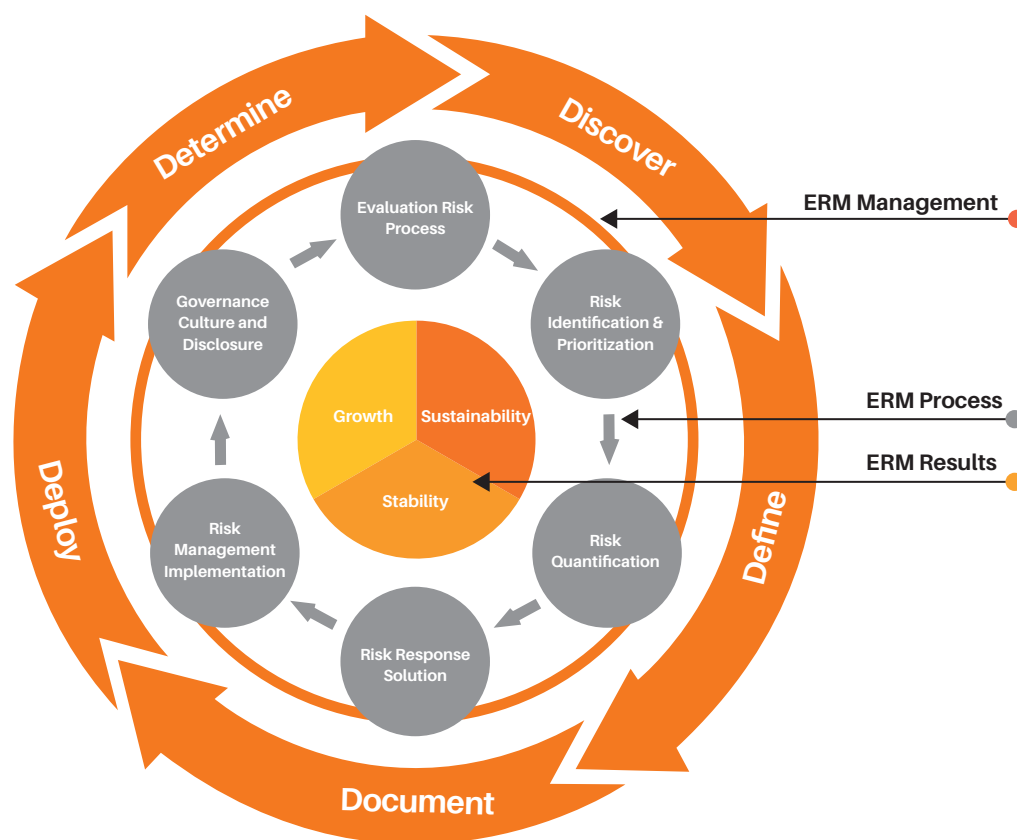 Determine
Discover
ERM Management
Evaluation Risk
Process
Governance
Culture and
Disclosure
Risk
Identification &
Prioritization
Growth
Sustainability
Stability
ERM Process
ERM Results
Deploy
Define
Risk
Management
Implementation
Risk
Quantification
Risk Response
Solution
Document